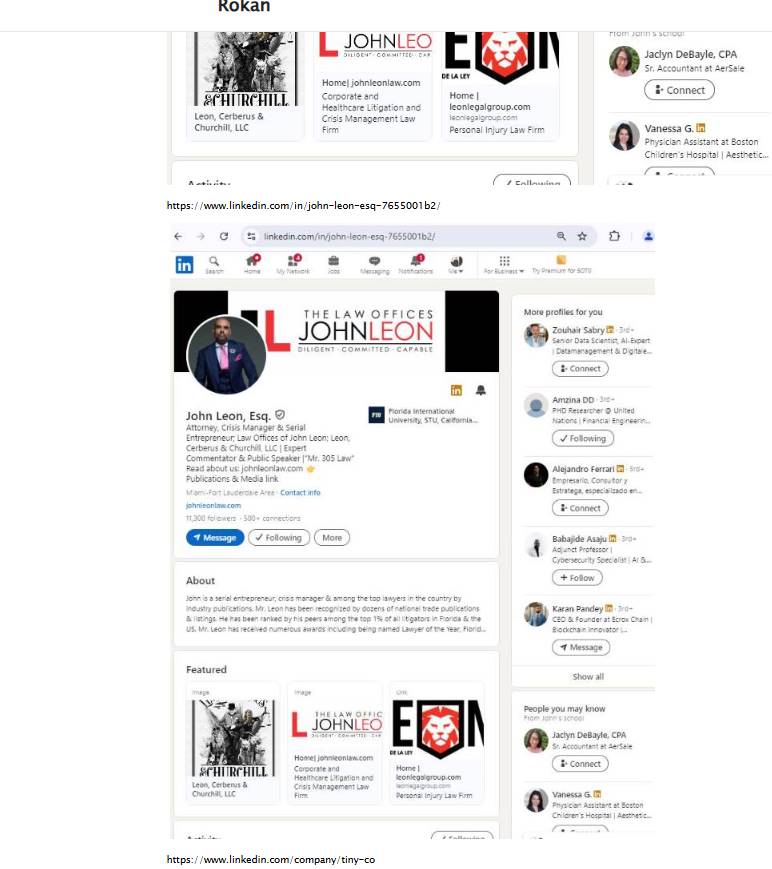 Rokan
From John's school
Jaclyn DeBayle, CPA
Sr. Accountant at AerSale
Connect
Vanessa G.
Physician Assistant at Boston
Children's Hospital | Aesthetic...
Connect
&CHURCHILL
Leon, Cerberus &
Churchill, LLC
JOHNLEO
DILIGENT · COMMITTED · CAP
Home| johnleonlaw.com
Corporate and
Healthcare Litigation and
Crisis Management Law
Firm
DE LA LEY
Home |
leonlegalgroup.com
leonlegalgroup.com
Personal Injury Law Firm
Activity
Following
https://www.linkedin.com/in/john-leon-esq-7655001b2/
linkedin.com/in/john-leon-esq-7655001b2/
in
Search
Home
My Network
Jobs
Messaging
Notifications
1
Me
For Business
Try Premium for
THE LAW OFFICES
JOHNLEON
DILIGENT · COMMITTED · CAPABLE
John Leon, Esq.
Attorney, Crisis Manager & Serial
Entrepreneur; Law Offices of John Leon; Leon,
Cerberus & Churchill, LLC | Expert
Commentator & Public Speaker |"Mr. 305 Law"
Read about us: johnleonlaw.com 👉
Publications & Media link
Miami-Fort Lauderdale Area · Contact info
johnleonlaw.com
11,300 followers · 500+ connections
Message
Following
More
FIU
Florida International
University, STU, California...
About
John is a serial entrepreneur, crisis manager & among the top lawyers in the country by
industry publications. Mr. Leon has been recognized by dozens of national trade publications
& listings. He has been ranked by his peers among the top 1% of all litigators in Florida & the
US. Mr. Leon has received numerous awards including being named Lawyer of the Year, Florid...
Featured
Image
&CHURCHILL
Leon, Cerberus &
Churchill, LLC
Image
THE LAW OFFIC
JOHNLEO
DILIGENT · COMMITTED · CAP
Home| johnleonlaw.com
Corporate and
Healthcare Litigation and
Crisis Management Law
Firm
Link
DE LA LEY
Home |
leonlegalgroup.com
leonlegalgroup.com
Personal Injury Law Firm
Activity
Following
More profiles for you
Zouhair Sabry · 3rd+
Senior Data Scientist, AI-Expert
| Datamanagement & Digitale...
Connect
Amzina DD · 3rd+
PHD Researcher @ United
Nations | Financial Engineerin...
Following
Alejandro Ferrari · 3rd+
Empresario, Consultor y
Estratega, especializado en...
Connect
Babajide Asaju · 3rd+
Adjunct Professor |
Cybersecurity Specialist | AI &...
Follow
Karan Pandey · 3rd+
CEO & Founder at Ecrox Chain |
Blockchain Innovator |...
Message
Show all
People you may know
From John's school
Jaclyn DeBayle, CPA
Sr. Accountant at AerSale
Connect
Vanessa G.
Physician Assistant at Boston
Children's Hospital | Aesthetic...
Connect
https://www.linkedin.com/company/tiny-co